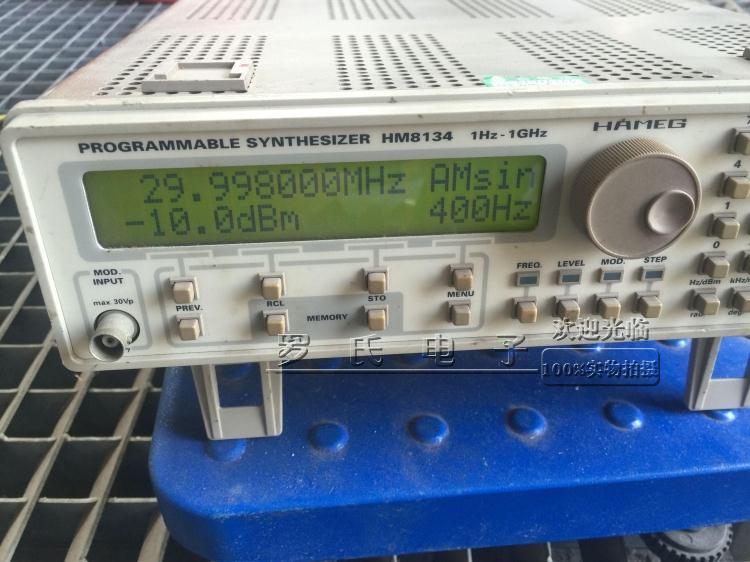 PROGRAMMABLE SYNTHESIZER HM8134 1Hz-1GHz HAMEG
29.998000MHz AMsin
-10.0dBm 400Hz
MOD.
INPUT
max 30Vp
PREV.
RCL
MEMORY
STO
MENU
FREQ. LEVEL MOD. STEP
7
4
1
0
Hz/dBm
rad
deg
罗氏电子
欢迎光临
100%实物拍摄